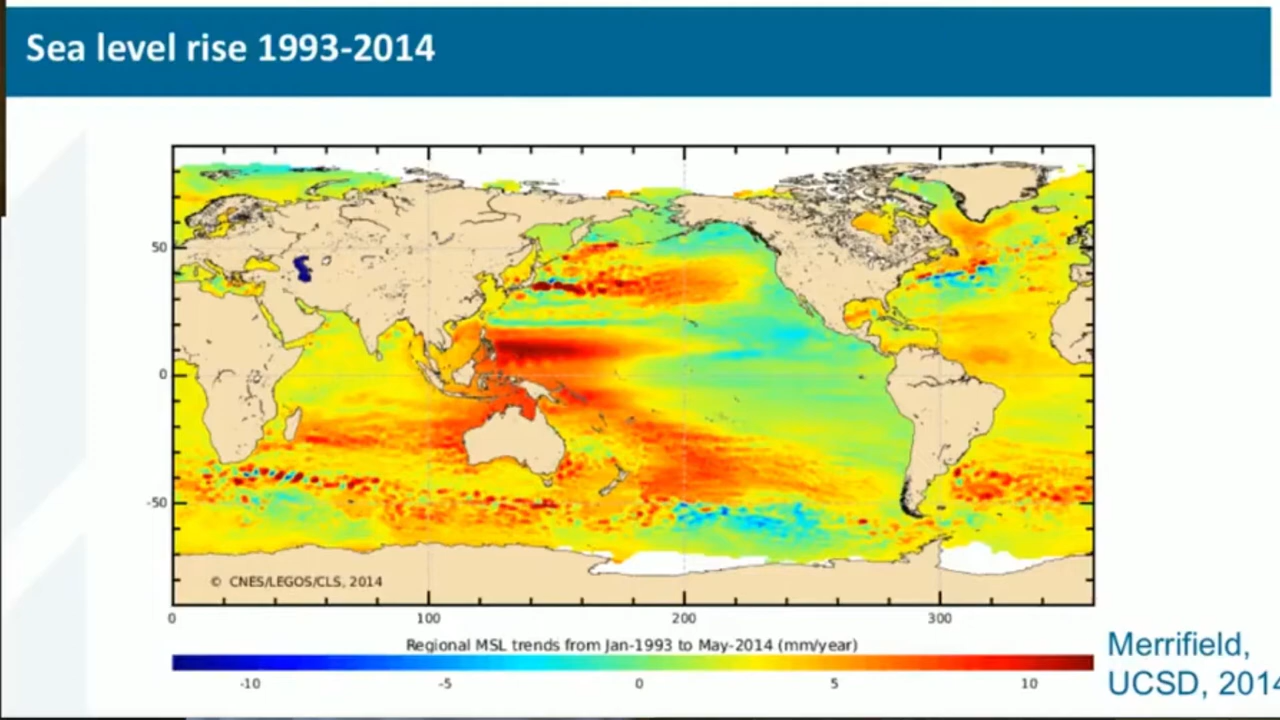 Sea level rise 1993-2014
50
0
-50
© CNES/LEGOS/CLS, 2014
0 100 200 300
Regional MSL trends from Jan-1993 to May-2014 (mm/year)
-10 -5 0 5 10
Merrifield,
UCSD, 2014